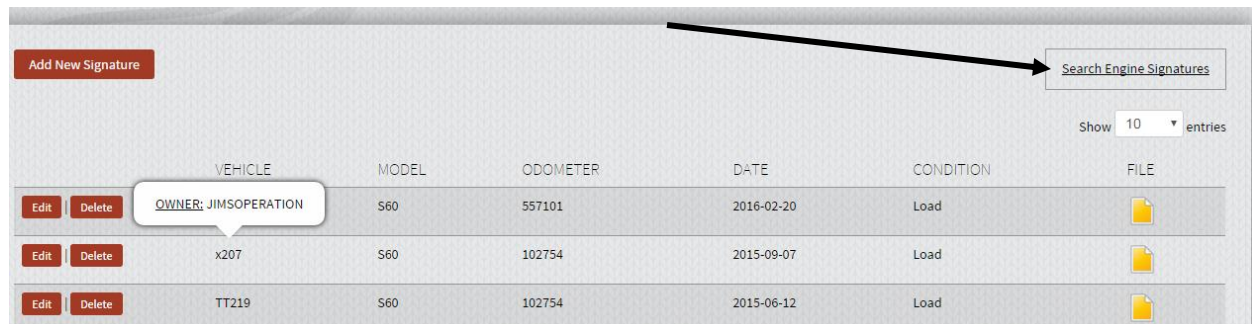 Add New Signature
Search Engine Signatures
Show 10 entries
VEHICLE MODEL ODOMETER DATE CONDITION FILE
Edit | Delete OWNER: JIMSOPERATION S60 557101 2016-02-20 Load
Edit | Delete x207 S60 102754 2015-09-07 Load
Edit | Delete TT219 S60 102754 2015-06-12 Load